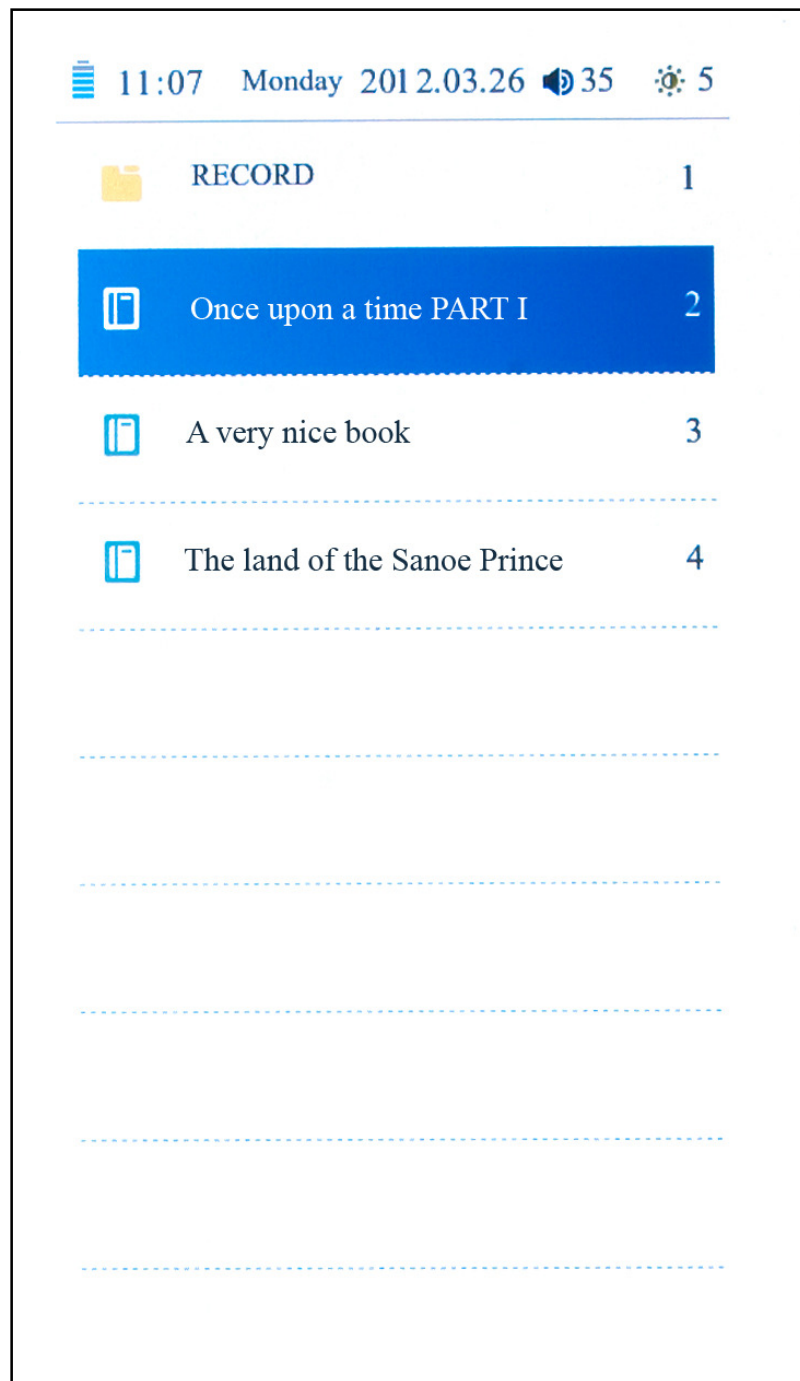 11:07 Monday 2012.03.26 35 5
RECORD 1
Once upon a time PART I 2
A very nice book 3
The land of the Sanoe Prince 4